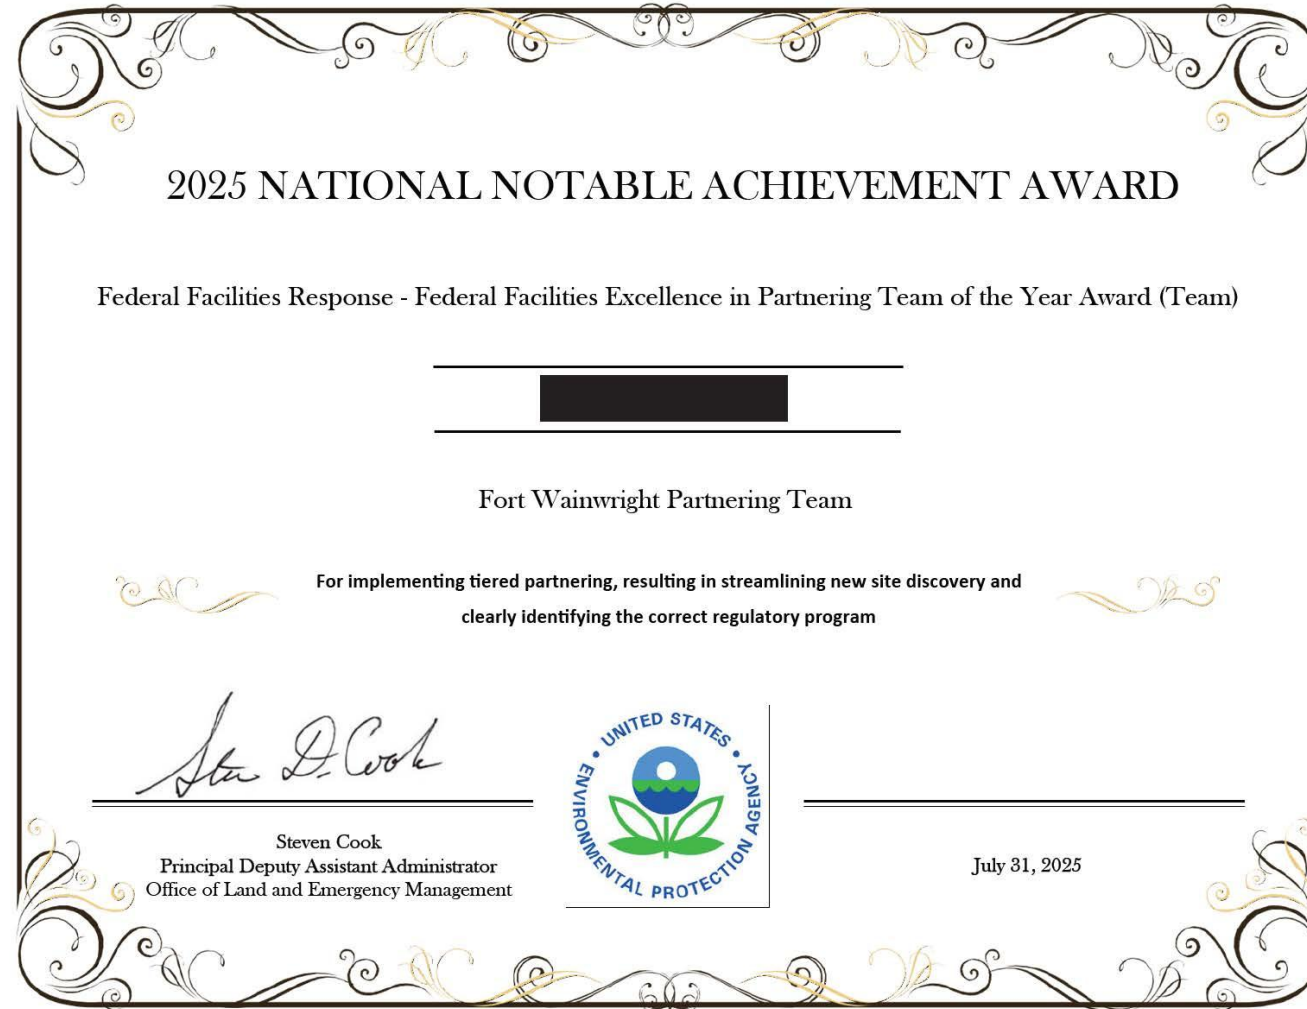 2025 NATIONAL NOTABLE ACHIEVEMENT AWARD
Federal Facilities Response - Federal Facilities Excellence in Partnering Team of the Year Award (Team)
Fort Wainwright Partnering Team
For implementing tiered partnering, resulting in streamlining new site discovery and
clearly identifying the correct regulatory program
Steven D. Cook
UNITED STATES
ENVIRONMENTAL PROTECTION AGENCY
Steven Cook
Principal Deputy Assistant Administrator
Office of Land and Emergency Management
July 31, 2025